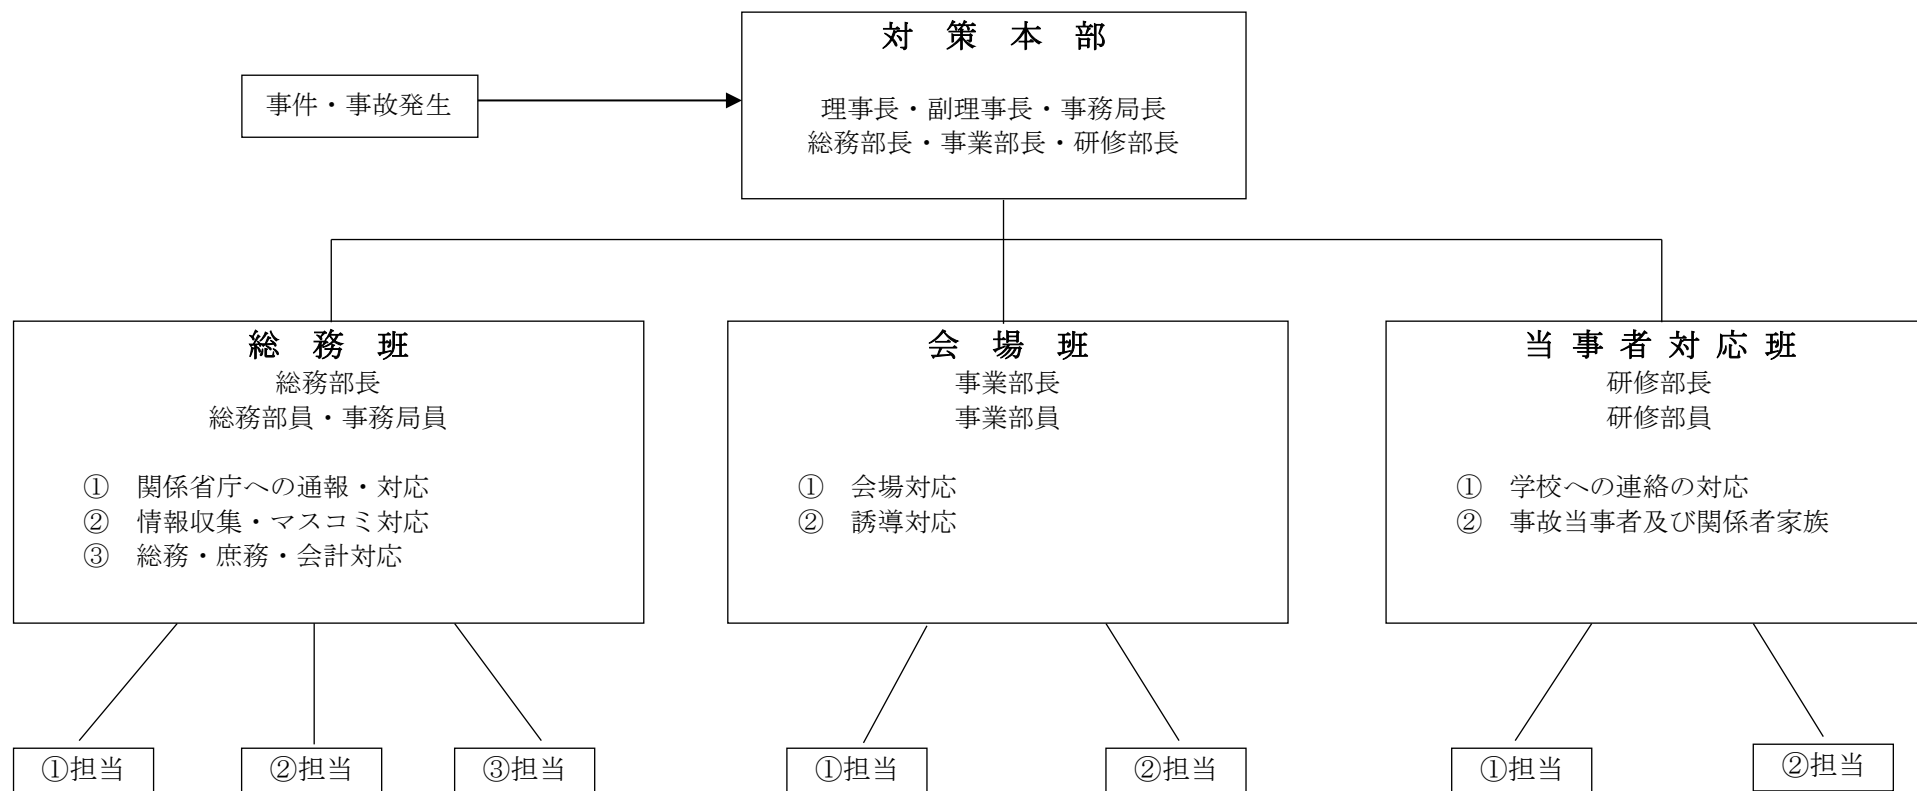 対策本部
事件・事故発生
理事長・副理事長・事務局長
総務部長・事業部長・研修部長
総務班
総務部長
総務部員・事務局員
① 関係省庁への通報・対応
② 情報収集・マスコミ対応
③ 総務・庶務・会計対応
会場班
事業部長
事業部員
① 会場対応
② 誘導対応
当事者対応班
研修部長
研修部員
① 学校への連絡の対応
② 事故当事者及び関係者家族
①担当
②担当
③担当
①担当
②担当
①担当
②担当